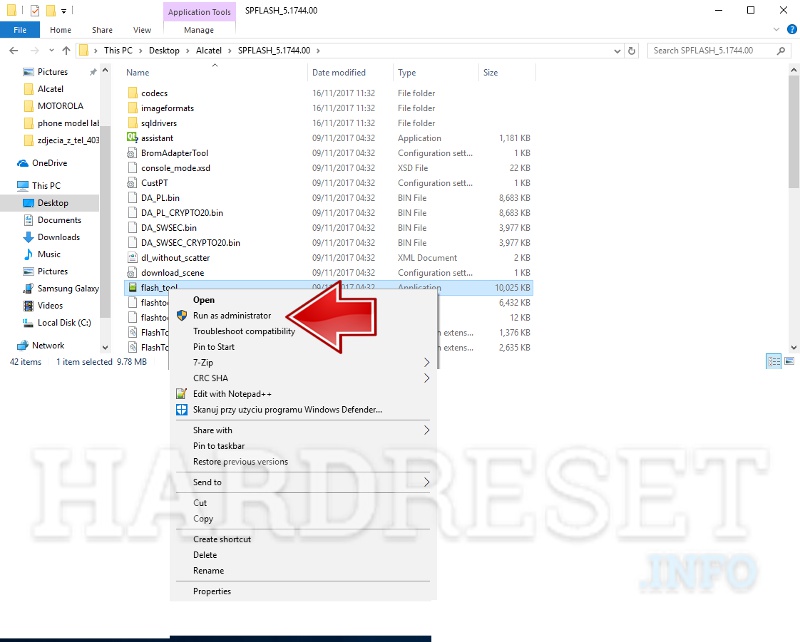 Application Tools SPFLASH_5.1744.00
File Home Share View Manage
This PC Desktop Alcatel SPFLASH_5.1744.00 Search SPFLASH_5.1744.00
Pictures
Alcatel
MOTOROLA
phone model lab
zdjecia_z_tel_403
OneDrive
This PC
Desktop
Documents
Downloads
Music
Pictures
Samsung Galaxy
Videos
Local Disk (C:)
Network
Name Date modified Type Size
codecs 16/11/2017 11:32 File folder
imageformats 16/11/2017 11:32 File folder
sqldrivers 16/11/2017 11:32 File folder
assistant 09/11/2017 04:32 Application 1,181 KB
BromAdapterTool 09/11/2017 04:32 Configuration sett... 1 KB
console_mode.xsd 09/11/2017 04:32 XSD File 22 KB
CustPT 09/11/2017 04:32 Configuration sett... 1 KB
DA_PL.bin 09/11/2017 04:32 BIN File 8,683 KB
DA_PL_CRYPTO20.bin 09/11/2017 04:32 BIN File 8,683 KB
DA_SWSEC.bin 09/11/2017 04:32 BIN File 3,977 KB
DA_SWSEC_CRYPTO20.bin 09/11/2017 04:32 BIN File 3,977 KB
dl_without_scatter 09/11/2017 04:32 XML Document 2 KB
download_scene 09/11/2017 04:32 Configuration sett... 6 KB
flash_tool Application 10,025 KB
flashtoo 6,432 KB
flashtoo 12 KB
FlashTo n extens... 1,376 KB
FlashTo n extens... 2,635 KB
42 items 1 item selected 9.78 MB
Open
Run as administrator
Troubleshoot compatibility
Pin to Start
7-Zip
CRC SHA
Edit with Notepad++
Skanuj przy użyciu programu Windows Defender...
Share with
Pin to taskbar
Restore previous versions
Send to
Cut
Copy
Create shortcut
Delete
Rename
Properties
HARDRESET
.INFO